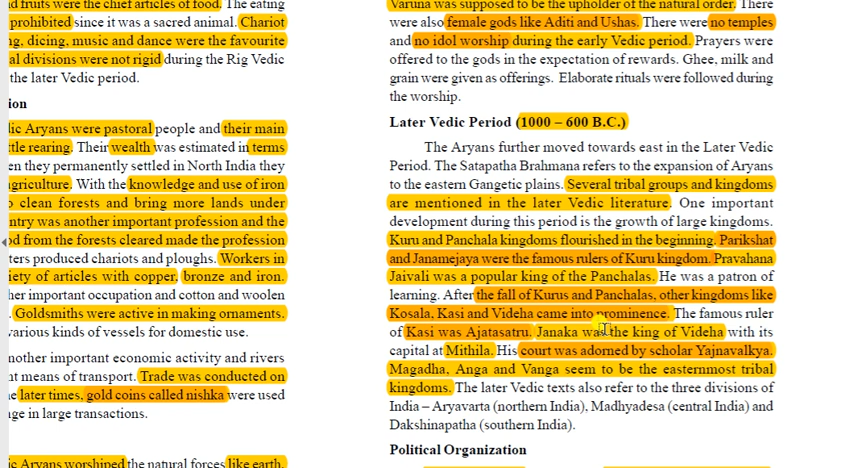 d fruits were the chief articles of food. The eating
prohibited since it was a sacred animal. Chariot
ng, dicing, music and dance were the favourite
al divisions were not rigid during the Rig Vedic
the later Vedic period.
ion
dic Aryans were pastoral people and their main
ttle rearing. Their wealth was estimated in terms
en they permanently settled in North India they
griculture. With the knowledge and use of iron
o clean forests and bring more lands under
ntry was another important profession and the
od from the forests cleared made the profession
ters produced chariots and ploughs. Workers in
iety of articles with copper, bronze and iron.
her important occupation and cotton and woolen
. Goldsmiths were active in making ornaments.
various kinds of vessels for domestic use.
nother important economic activity and rivers
nt means of transport. Trade was conducted on
e later times, gold coins called nishka were used
nge in large transactions.
ic Aryans worshiped the natural forces like earth,
Varuna was supposed to be the upholder of the natural order. There
were also female gods like Aditi and Ushas. There were no temples
and no idol worship during the early Vedic period. Prayers were
offered to the gods in the expectation of rewards. Ghee, milk and
grain were given as offerings. Elaborate rituals were followed during
the worship.
Later Vedic Period (1000 – 600 B.C.)
The Aryans further moved towards east in the Later Vedic
Period. The Satapatha Brahmana refers to the expansion of Aryans
to the eastern Gangetic plains. Several tribal groups and kingdoms
are mentioned in the later Vedic literature. One important
development during this period is the growth of large kingdoms.
Kuru and Panchala kingdoms flourished in the beginning. Parikshat
and Janamejaya were the famous rulers of Kuru kingdom. Pravahana
Jaivali was a popular king of the Panchalas. He was a patron of
learning. After the fall of Kurus and Panchalas, other kingdoms like
Kosala, Kasi and Videha came into prominence. The famous ruler
of Kasi was Ajatasatru. Janaka was the king of Videha with its
capital at Mithila. His court was adorned by scholar Yajnavalkya.
Magadha, Anga and Vanga seem to be the easternmost tribal
kingdoms. The later Vedic texts also refer to the three divisions of
India – Aryavarta (northern India), Madhyadesa (central India) and
Dakshinapatha (southern India).
Political Organization